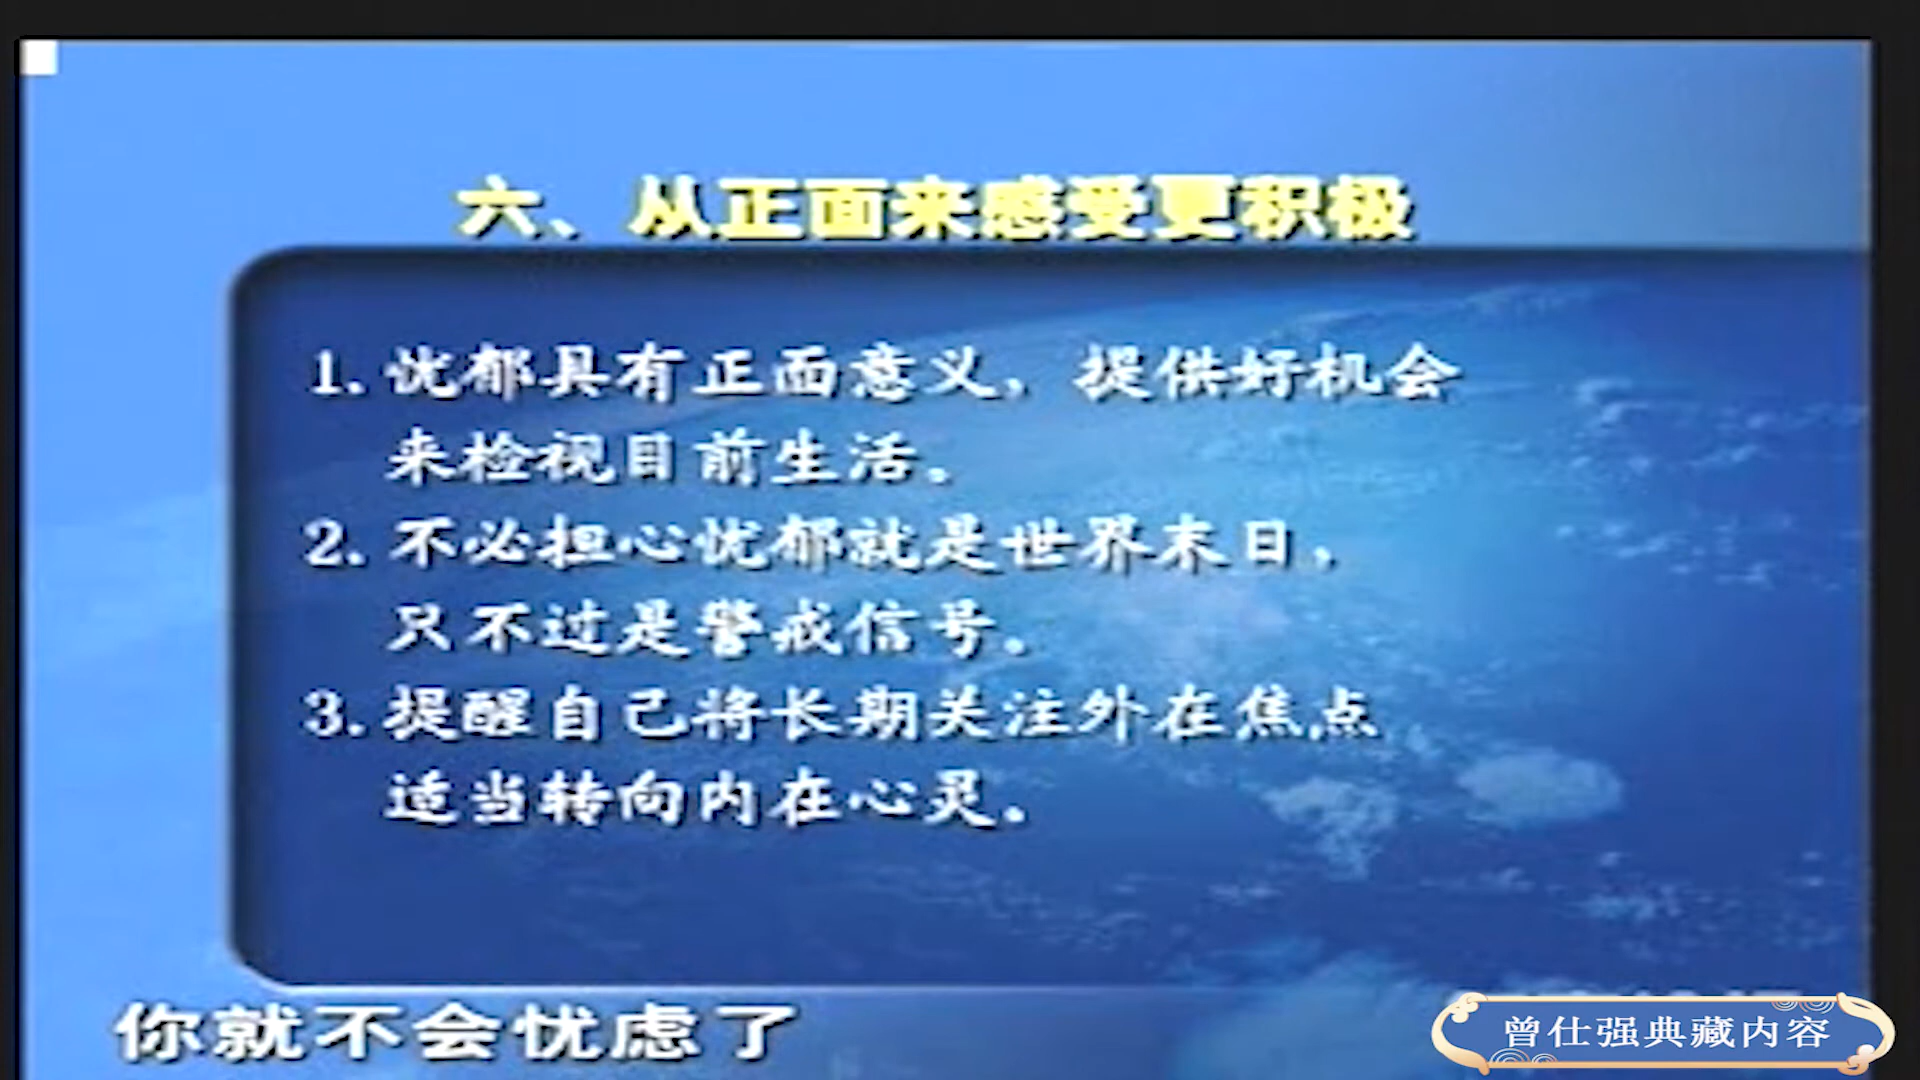 六、从正面来感受更积极
1. 忧郁具有正面意义，提供好机会
来检视目前生活。
2. 不必担心忧郁就是世界末日，
只不过是警戒信号。
3. 提醒自己将长期关注外在焦点
适当转向内在心灵。
你就不会忧虑了
曾仕强典藏内容